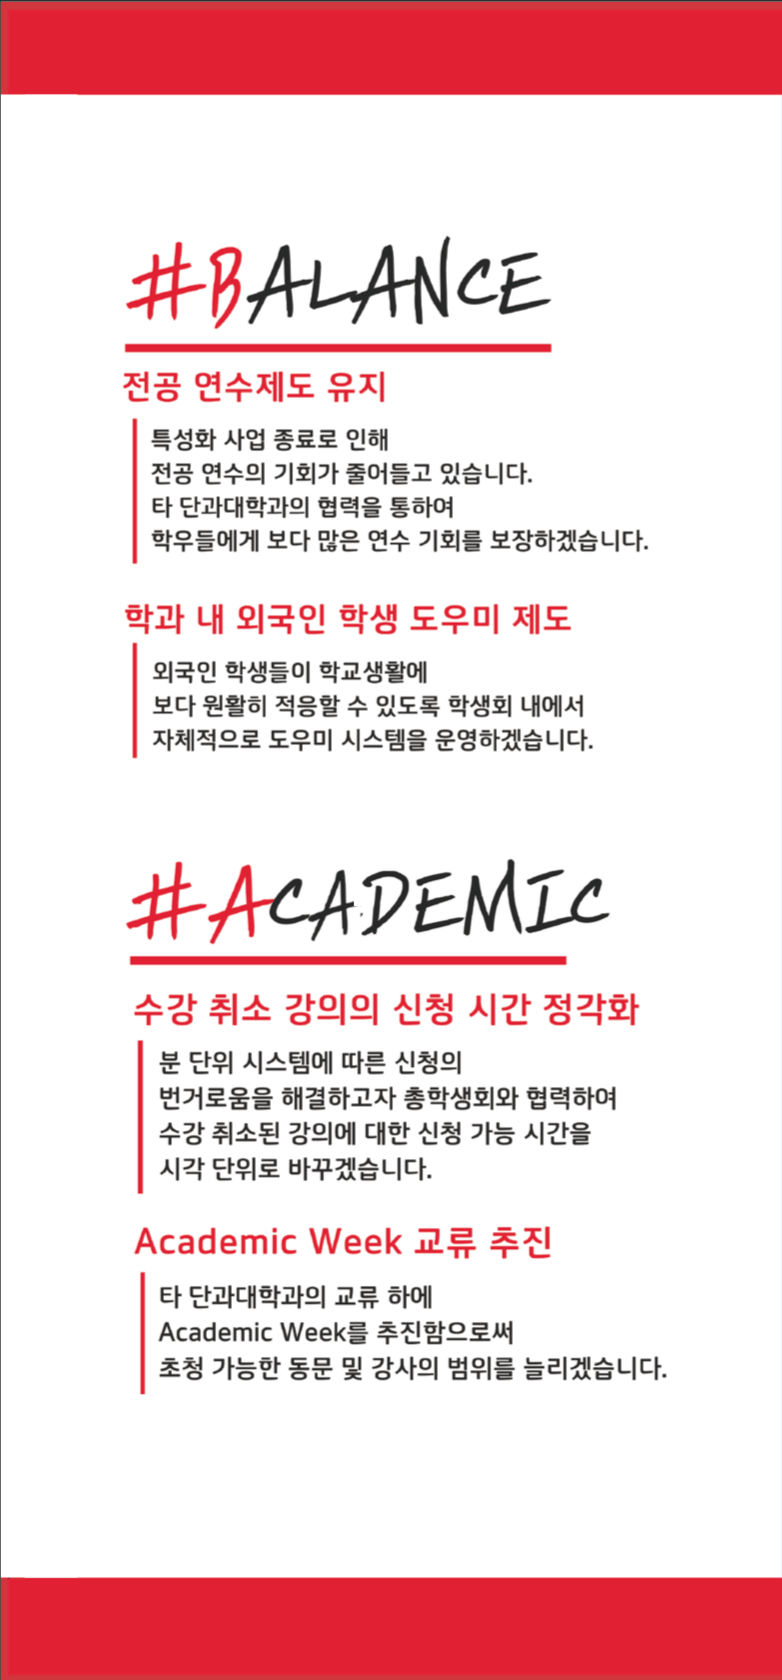 #BALANCE
전공 연수제도 유지
특성화 사업 종료로 인해
전공 연수의 기회가 줄어들고 있습니다.
타 단과대학과의 협력을 통하여
학우들에게 보다 많은 연수 기회를 보장하겠습니다.
학과 내 외국인 학생 도우미 제도
외국인 학생들이 학교생활에
보다 원활히 적응할 수 있도록 학생회 내에서
자체적으로 도우미 시스템을 운영하겠습니다.
#ACADEMIC
수강 취소 강의의 신청 시간 정각화
분 단위 시스템에 따른 신청의
번거로움을 해결하고자 총학생회와 협력하여
수강 취소된 강의에 대한 신청 가능 시간을
시각 단위로 바꾸겠습니다.
Academic Week 교류 추진
타 단과대학과의 교류 하에
Academic Week를 추진함으로써
초청 가능한 동문 및 강사의 범위를 늘리겠습니다.